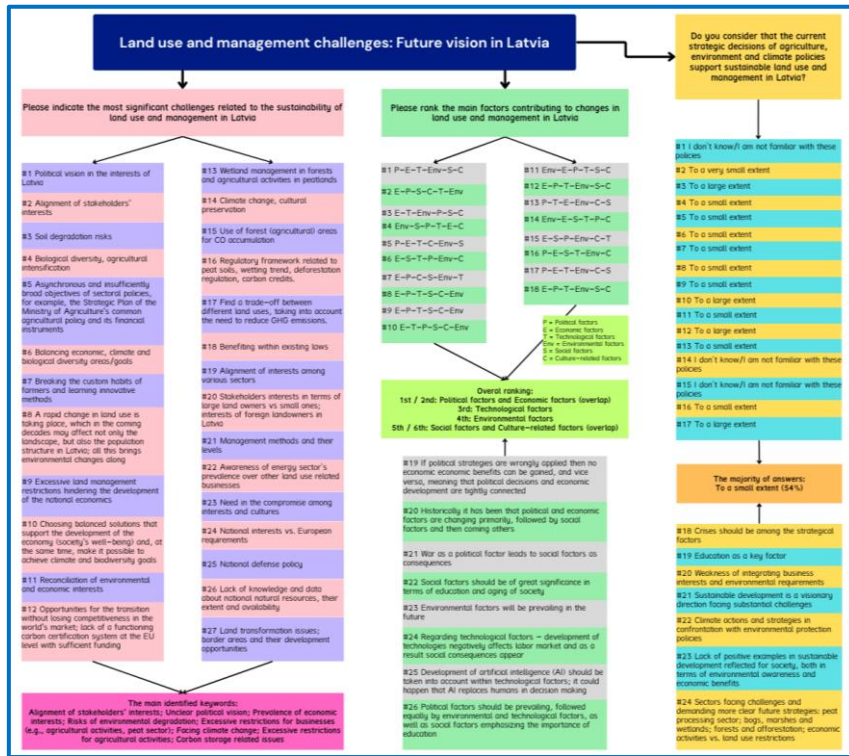 Land use and management challenges: Future vision in Latvia
Please indicate the most significant challenges related to the sustainability of
land use and management in Latvia
#1 Political vision in the interests of
Latvia
#2 Alignment of stakeholders'
interests
#3 Soil degradation risks
#4 Biological diversity, agricultural
intensification
#5 Asynchronous and insufficiently
broad objectives of sectoral policies,
for example, the Strategic Plan of the
Ministry of Agriculture's common
agricultural policy and its financial
instruments
#6 Balancing economic, climate and
biological diversity areas/goals
#7 Breaking the custom habits of
farmers and learning innovative
methods
#8 A rapid change in land use is
taking place, which in the coming
decades may affect not only the
landscape, but also the population
structure in Latvia; all this brings
environmental changes along
#9 Excessive land management
restrictions hindering the development
of the national economics
#10 Choosing balanced solutions that
support the development of the
economy (society's well-being) and, at
the same time, make it possible to
achieve climate and biodiversity goals
#11 Reconciliation of environmental
and economic interests
#12 Opportunities for the transition
without losing competitiveness in the
world's market; lack of a functioning
carbon certification system at the EU
level with sufficient funding
#13 Wetland management in forests
and agricultural activities in peatlands
#14 Climate change, cultural
preservation
#15 Use of forest (agricultural) areas
for CO accumulation
#16 Regulatory framework related to
peat soils, wetting trend, deforestation
regulation, carbon credits.
#17 Find a trade-off between
different land uses, taking into account
the need to reduce GHG emissions.
#18 Benefiting within existing laws
#19 Alignment of interests among
various sectors
#20 Stakeholders interests in terms of
large land owners vs small ones;
interests of foreign landowners in
Latvia
#21 Management methods and their
levels
#22 Awareness of energy sector's
prevalence over other land use related
businesses
#23 Need in the compromise among
interests and cultures
#24 National interests vs. European
requirements
#25 National defense policy
#26 Lack of knowledge and data
about national natural resources, their
extent and availability
#27 Land transformation issues;
border areas and their development
opportunities
The main identified keywords:
Alignment of stakeholders' interests; Unclear political vision; Prevalence of economic
interests; Risks of environmental degradation; Excessive restrictions for businesses
(e.g., agricultural activities, peat sector); Facing climate change; Excessive
restrictions for agricultural activities; Carbon storage related issues
Please rank the main factors contributing to changes in
land use and management in Latvia
#1 P-E-T-Env-S-C
#2 E-P-S-C-T-Env
#3 E-T-Env-P-S-C
#4 Env-S-P-T-E-C
#5 P-E-T-C-Env-S
#6 E-S-T-P-Env-C
#7 E-P-C-S-Env-T
#8 E-P-T-S-C-Env
#9 E-P-T-S-C-Env
#10 E-T-P-S-C-Env
#11 Env-E-P-T-S-C
#12 E-P-T-Env-S-C
#13 P-T-E-Env-C-S
#14 Env-E-S-T-P-C
#15 E-S-P-Env-C-T
#16 P-E-S-T-Env-C
#17 P-E-T-Env-C-S
#18 E-P-T-Env-S-C
P = Political factors
E = Economic factors
T = Technological factors
Env = Environmental factors
S = Social factors
C = Culture-related factors
Overal ranking:
1st / 2nd: Political factors and Economic factors (overlap)
3rd: Technological factors
4th: Environmental factors
5th / 6th: Social factors and Culture-related factors (overlap)
#19 If political strategies are wrongly applied then no
economic economic benefits can be gained, and vice
versa, meaning that political decisions and economic
development are tightly connected
#20 Historically it has been that political and economic
factors are changing primarily, followed by social
factors and then coming others
#21 War as a political factor leads to social factors as
consequences
#22 Social factors should be of great significance in
terms of education and aging of society
#23 Environmental factors will be prevailing in the
future
#24 Regarding technological factors – development of
technologies negatively affects labor market and as a
result social consequences appear
#25 Development of artificial intelligence (AI) should be
taken into account within technological factors; it could
happen that AI replaces humans in decision making
#26 Political factors should be prevailing, followed
equally by environmental and technological factors, as
well as social factors emphasizing the importance of
education
Do you consider that the current
strategic decisions of agriculture,
environment and climate policies
support sustainable land use and
management in Latvia?
#1 I don't know/I am not familiar with these
policies
#2 To a very small extent
#3 To a large extent
#4 To a small extent
#5 To a small extent
#6 To a small extent
#7 To a small extent
#8 To a small extent
#9 To a small extent
#10 To a large extent
#11 To a small extent
#12 To a large extent
#13 To a small extent
#14 I don't know/I am not familiar with these
policies
#15 I don't know/I am not familiar with these
policies
#16 To a small extent
#17 To a large extent
The majority of answers:
To a small extent (54%)
#18 Crises should be among the strategical
factors
#19 Education as a key factor
#20 Weakness of integrating business
interests and environmental requirements
#21 Sustainable development is a visionary
direction facing substantial challenges
#22 Climate actions and strategies in
confrontation with environmental protection
policies
#23 Lack of positive examples in sustainable
development reflected for society, both in
terms of environmental awareness and
economic benefits
#24 Sectors facing challenges and
demanding more clear future strategies: peat
processing sector; bogs, marshes and
wetlands; forests and afforestation; economic
activities vs. land use restrictions